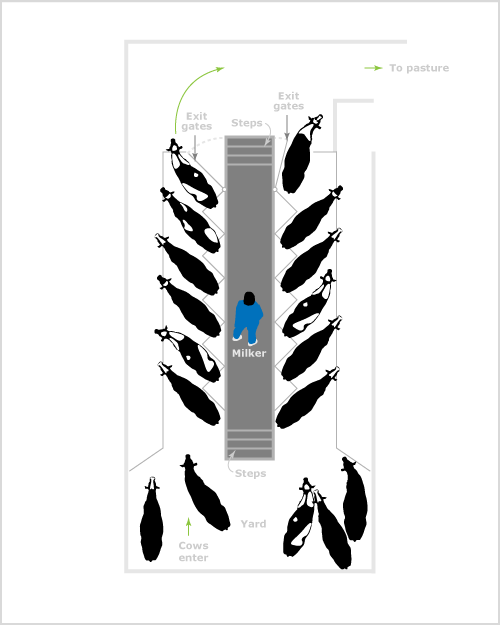 To pasture
Exit
gates
Exit
gates
Steps
Milker
Steps
Yard
Cows
enter